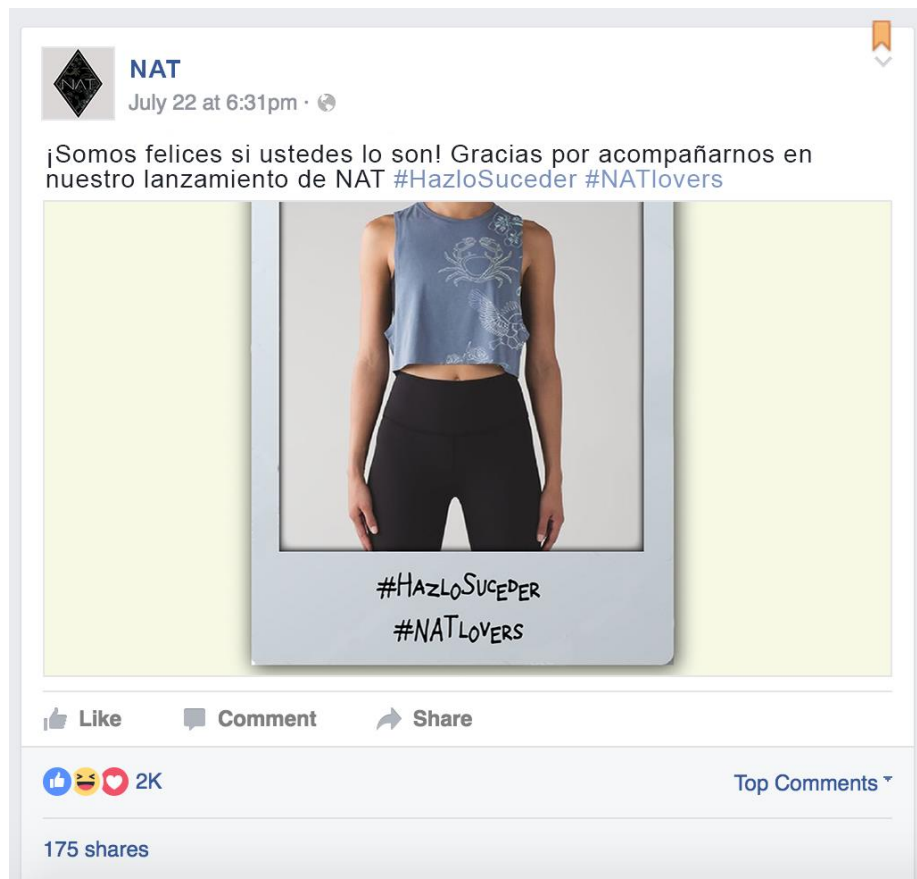 NAT
NAT
July 22 at 6:31pm ·
¡Somos felices si ustedes lo son! Gracias por acompañarnos en
nuestro lanzamiento de NAT #HazloSuceder #NATlovers
#HAZLOSUCEDER
#NATLOVERS
Like Comment Share
2K Top Comments
175 shares